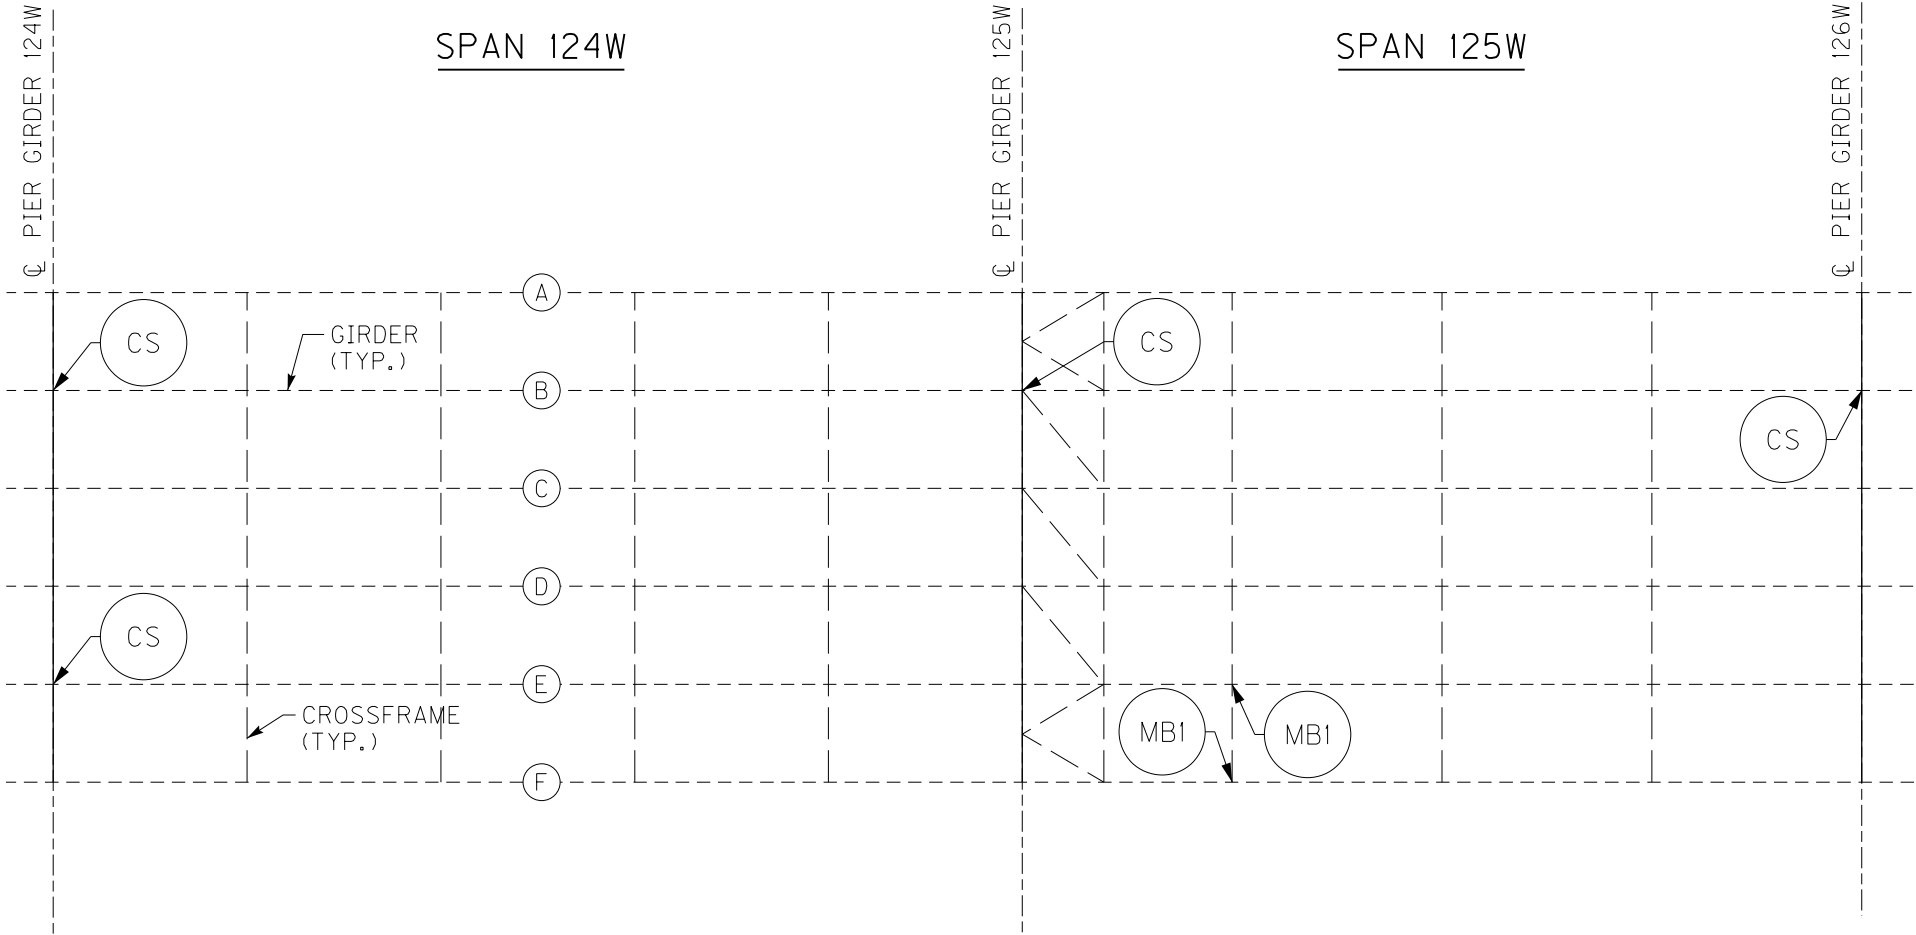 SPAN 124W
SPAN 125W
℄ PIER GIRDER 124W
℄ PIER GIRDER 125W
℄ PIER GIRDER 126W
A
CS
GIRDER
(TYP.)
CS
B
CS
C
D
CS
E
CROSSFRAME
(TYP.)
MB1
MB1
F